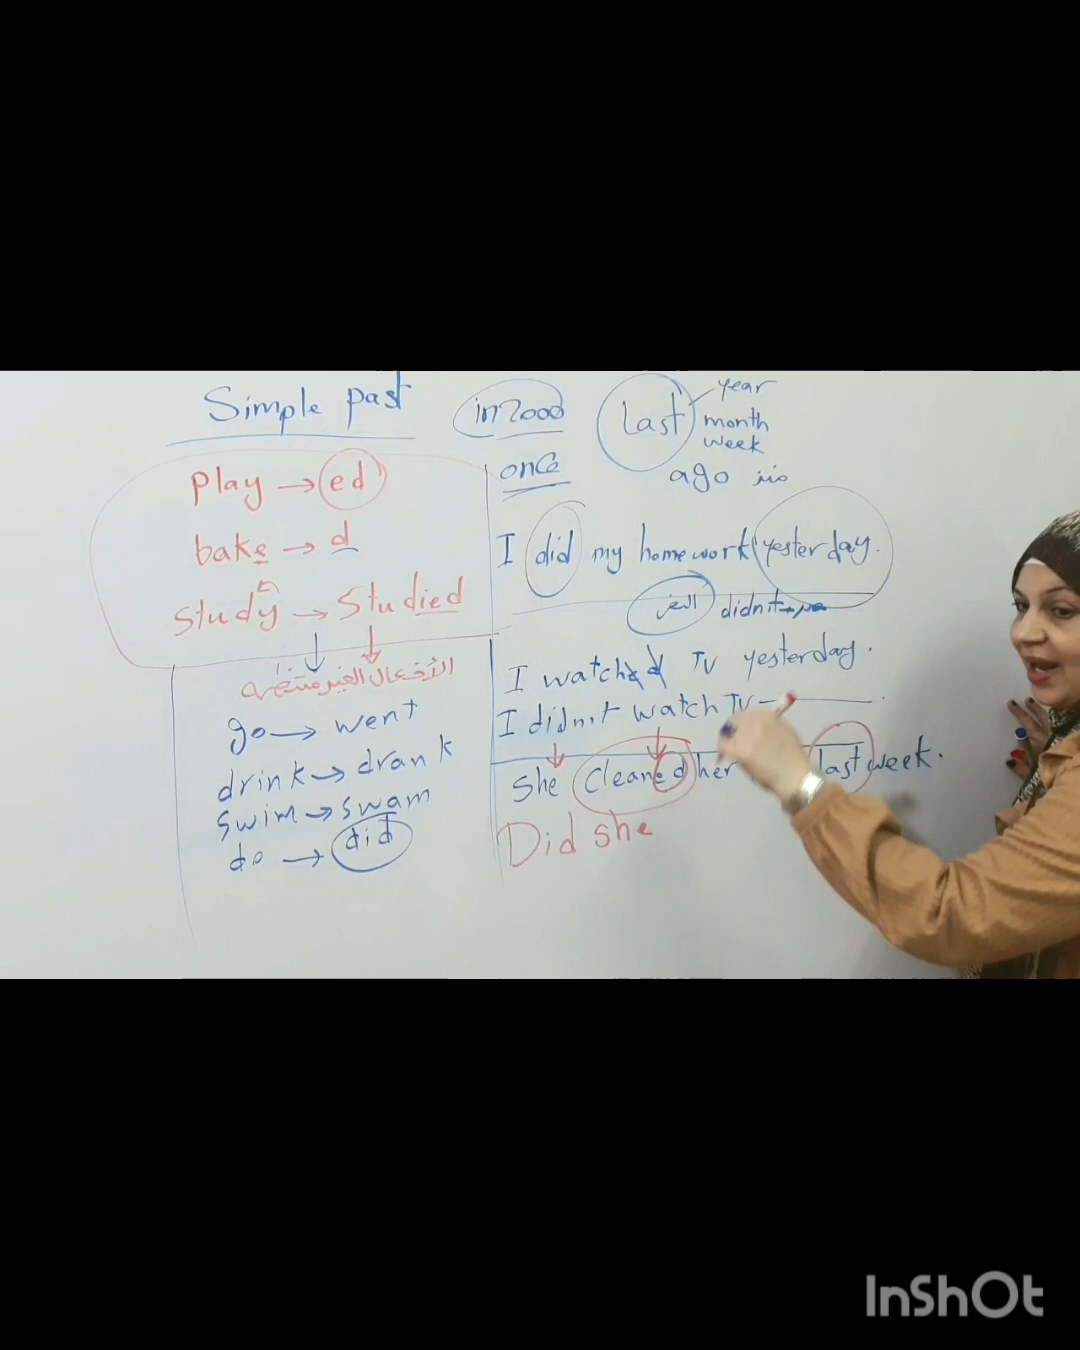 Simple past
in 2000
last
year
month
week
once
ago منذ
play → ed
bake → d
study → studied
الأفعال الغير منتظمة
go → went
drink → drank
swim → swam
do → did
I did my homework yesterday.
النفي didn't
I watched TV yesterday.
I didn't watch TV
She cleaned her last week.
Did she
InShOt